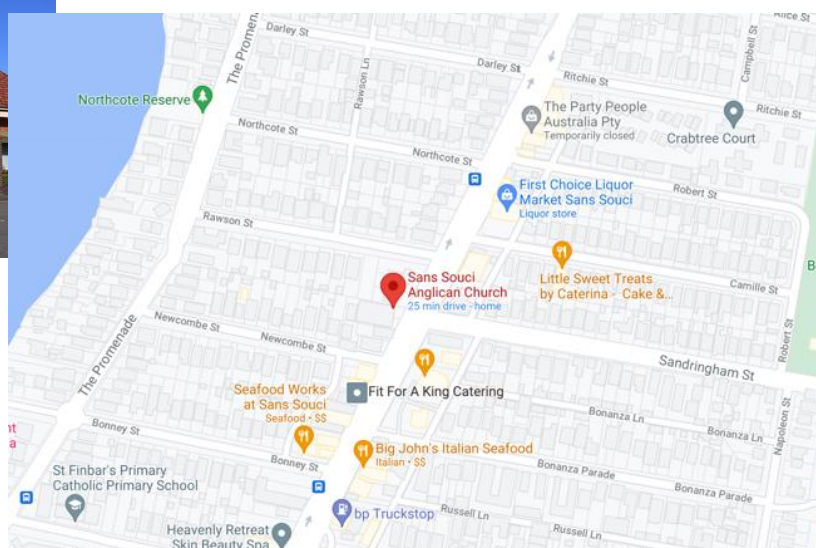 Darley St
Alice St
The Promenade
Rawson Ln
Darley St
Ritchie St
Campbell St
Northcote Reserve
The Party People
Australia Pty
Temporarily closed
Ritchie St
Northcote St
Crabtree Court
Northcote St
First Choice Liquor
Market Sans Souci
Liquor store
Robert St
Rawson St
Sans Souci
Anglican Church
25 min drive - home
Little Sweet Treats
by Caterina - Cake &...
Camille St
Newcombe St
Newcombe St
Robert St
The Promenade
Sandringham St
Fit For A King Catering
Seafood Works
at Sans Souci
Seafood • $$
Bonanza Ln
Bonanza Ln
Napoleon St
Bonney St
Big John's Italian Seafood
Italian • $$
Bonney St
Bonanza Parade
Bonanza Parade
St Finbar's Primary
Catholic Primary School
bp Truckstop
Russell Ln
Heavenly Retreat
Skin Beauty Spa
Russell Ln